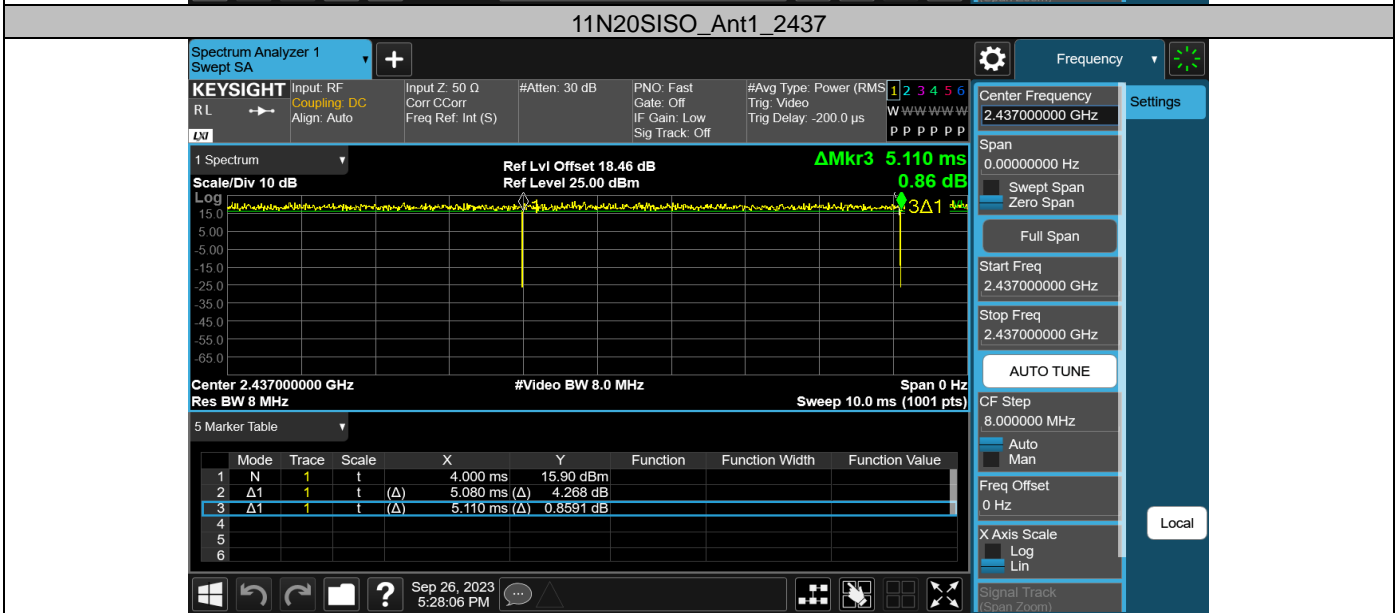 (Span Zoom)
11N20SISO_Ant1_2437
Spectrum Analyzer 1
Swept SA
Frequency
KEYSIGHT
R L
LXI
Input: RF
Coupling: DC
Align: Auto
Input Z: 50 Ω
Corr CCorr
Freq Ref: Int (S)
#Atten: 30 dB
PNO: Fast
Gate: Off
IF Gain: Low
Sig Track: Off
#Avg Type: Power (RMS
Trig: Video
Trig Delay: -200.0 µs
1 2 3 4 5 6
W W W W W W
P P P P P P
1 Spectrum
Scale/Div 10 dB
Ref Lvl Offset 18.46 dB
Ref Level 25.00 dBm
ΔMkr3 5.110 ms
0.86 dB
Log
15.0
5.00
-5.00
-15.0
-25.0
-35.0
-45.0
-55.0
-65.0
1
3Δ1
Center 2.437000000 GHz
#Video BW 8.0 MHz
Span 0 Hz
Res BW 8 MHz
Sweep 10.0 ms (1001 pts)
5 Marker Table
Mode Trace Scale X Y Function Function Width Function Value
1 N 1 t 4.000 ms 15.90 dBm
2 Δ1 1 t (Δ) 5.080 ms (Δ) 4.268 dB
3 Δ1 1 t (Δ) 5.110 ms (Δ) 0.8591 dB
4
5
6
Sep 26, 2023
5:28:06 PM
?
Center Frequency
2.437000000 GHz
Settings
Span
0.00000000 Hz
Swept Span
Zero Span
Full Span
Start Freq
2.437000000 GHz
Stop Freq
2.437000000 GHz
AUTO TUNE
CF Step
8.000000 MHz
Auto
Man
Freq Offset
0 Hz
Local
X Axis Scale
Log
Lin
Signal Track
(Span Zoom)